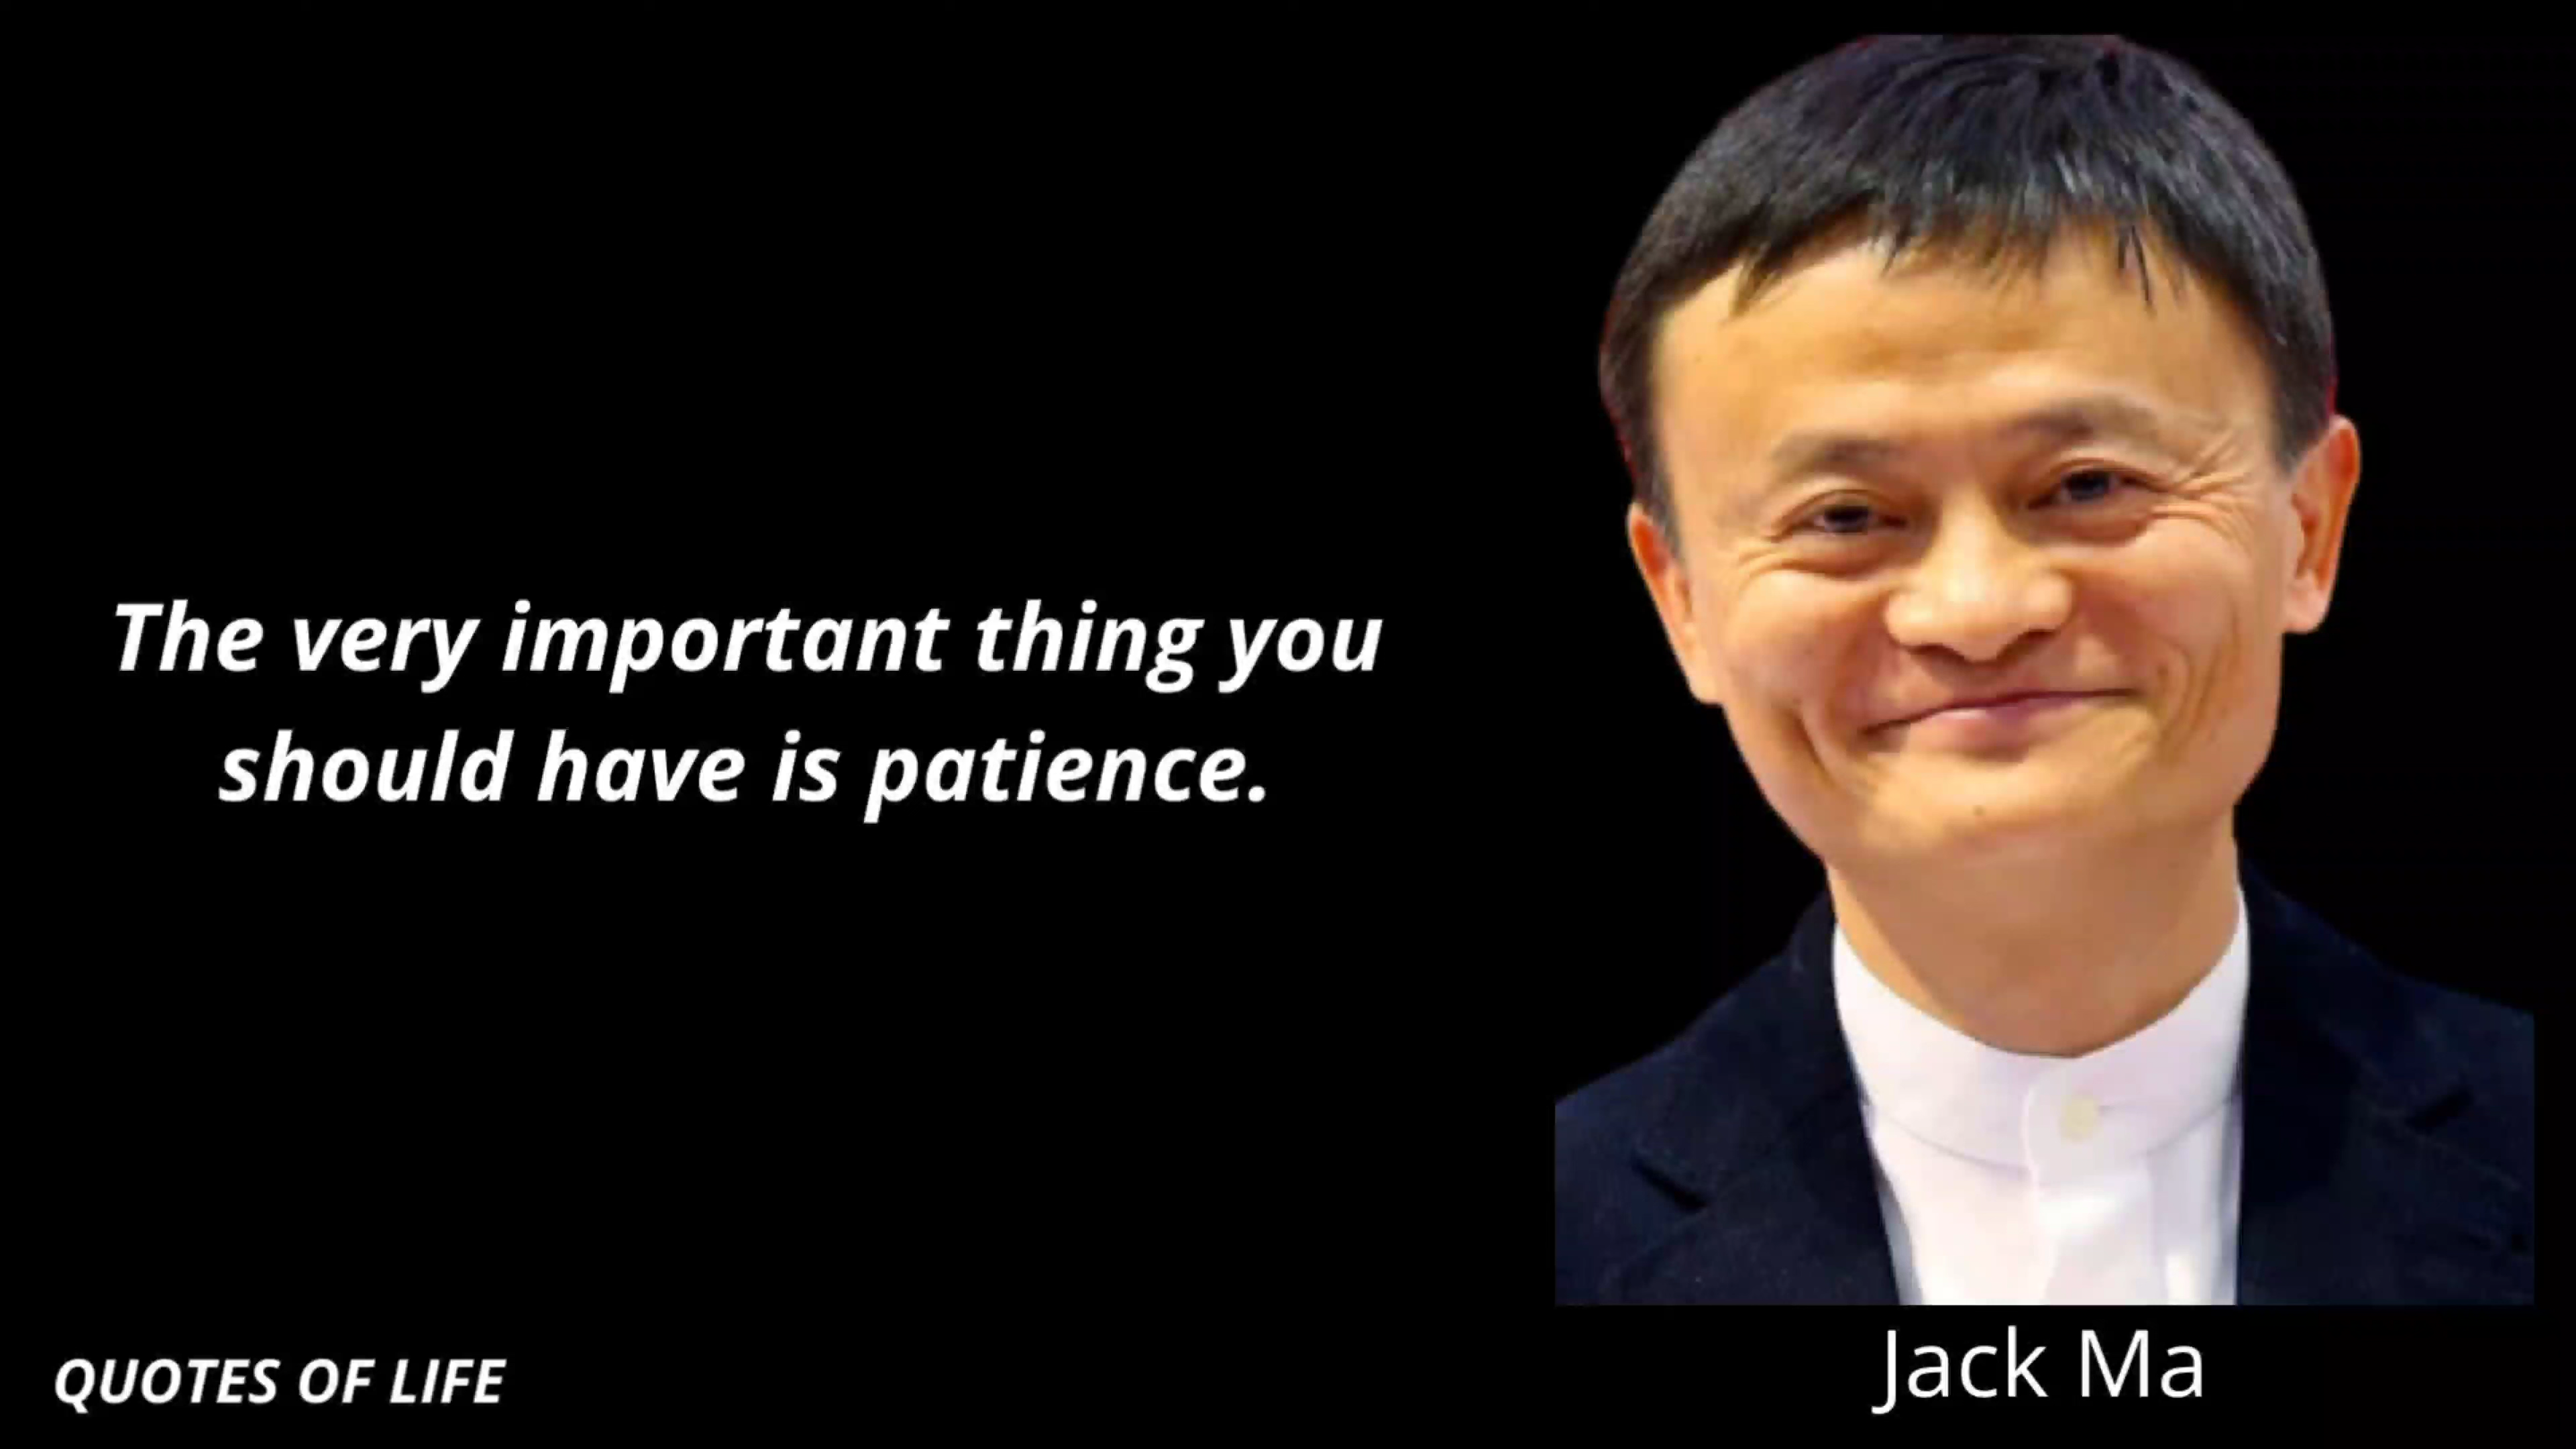 The very important thing you
should have is patience.
QUOTES OF LIFE
Jack Ma